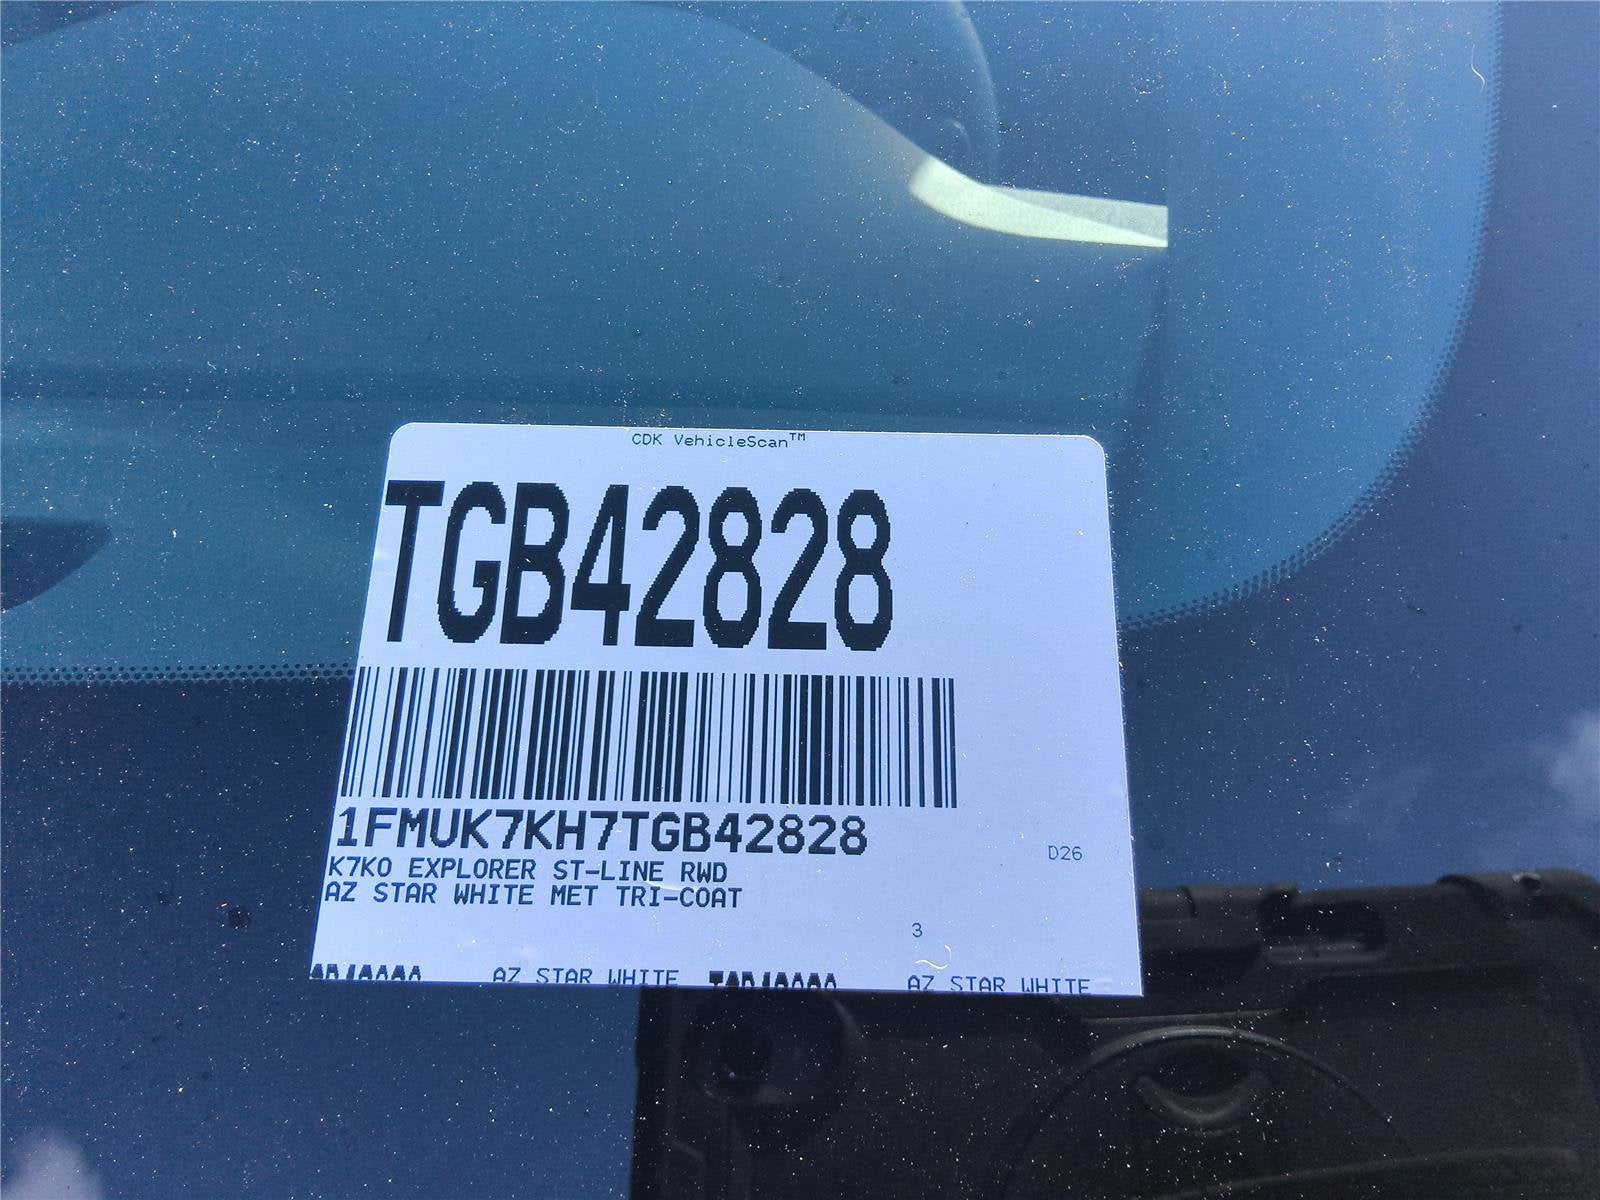 CDK VehicleScan™
TGB42828
1FMUK7KH7TGB42828
K7K0 EXPLORER ST-LINE RWD
D26
AZ STAR WHITE MET TRI-COAT
3
AZ STAR WHITE
AZ STAR WHITE